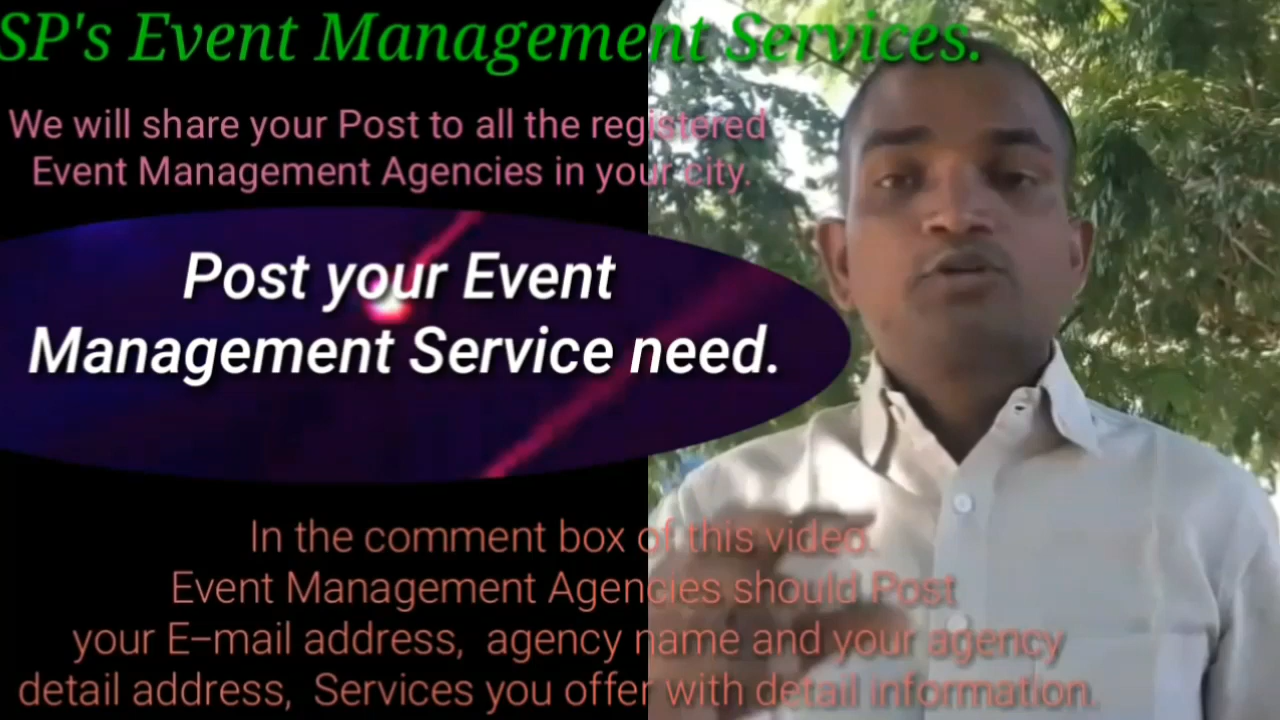 SP's Event Management Services.
We will share your Post to all the registered
Event Management Agencies in your city.
Post your Event
Management Service need.
In the comment box of this video.
Event Management Agencies should Post
your E-mail address, agency name and your agency
detail address, Services you offer with detail information.